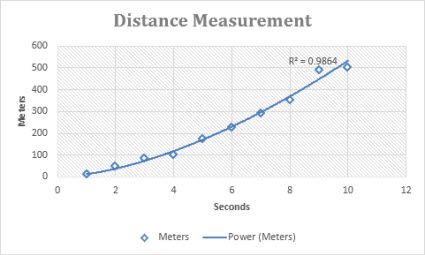 Distance Measurement
600
500
400
300
200
100
0
R² = 0.9864
0 2 4 6 8 10 12
Meters
Seconds
Meters Power (Meters)